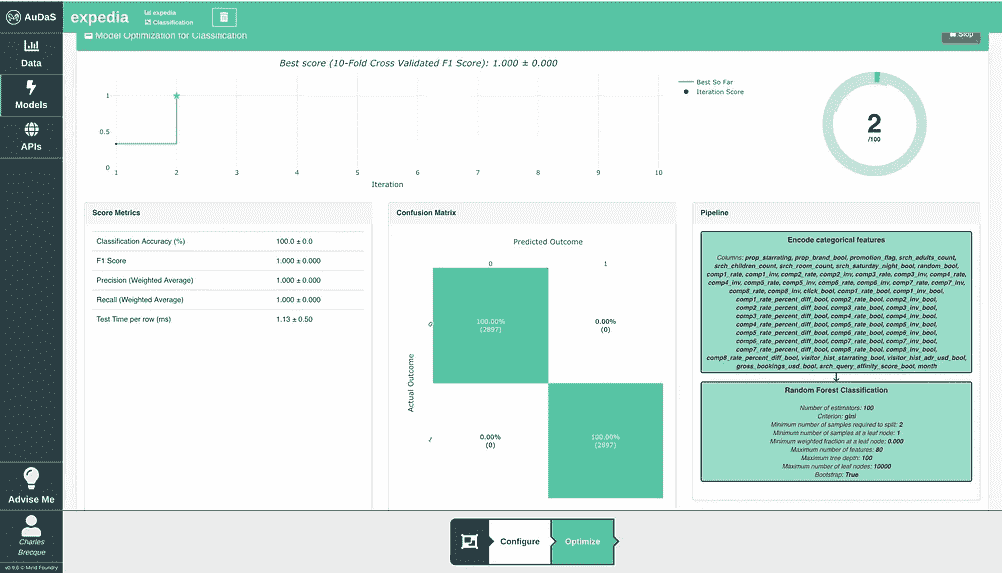 AuDaS
expedia
expedia
Classification
Data
Models
APIs
Advise Me
Charles
Brecque
v0.9.6 © Mind Foundry
Model Optimization for Classification
Stop
Best score (10-Fold Cross Validated F1 Score): 1.000 ± 0.000
1
0.5
0
1 2 3 4 5 6 7 8 9 10
Iteration
Best So Far
Iteration Score
2
/100
Score Metrics
Classification Accuracy (%) 100.0 ± 0.0
F1 Score 1.000 ± 0.000
Precision (Weighted Average) 1.000 ± 0.000
Recall (Weighted Average) 1.000 ± 0.000
Test Time per row (ms) 1.13 ± 0.50
Confusion Matrix
Predicted Outcome
0 1
Actual Outcome
0
1
100.00%
(2897)
0.00%
(0)
0.00%
(0)
100.00%
(2897)
Pipeline
Encode categorical features
Columns: prop_starrating, prop_brand_bool, promotion_flag, srch_adults_count,
srch_children_count, srch_room_count, srch_saturday_night_bool, random_bool,
comp1_rate, comp1_inv, comp2_rate, comp2_inv, comp3_rate, comp3_inv, comp4_rate,
comp4_inv, comp5_rate, comp5_inv, comp6_rate, comp6_inv, comp7_rate, comp7_inv,
comp8_rate, comp8_inv, click_bool, comp1_rate_bool, comp1_inv_bool,
comp1_rate_percent_diff_bool, comp2_rate_bool, comp2_inv_bool,
comp2_rate_percent_diff_bool, comp3_rate_bool, comp3_inv_bool,
comp3_rate_percent_diff_bool, comp4_rate_bool, comp4_inv_bool,
comp4_rate_percent_diff_bool, comp5_rate_bool, comp5_inv_bool,
comp5_rate_percent_diff_bool, comp6_rate_bool, comp6_inv_bool,
comp6_rate_percent_diff_bool, comp7_rate_bool, comp7_inv_bool,
comp7_rate_percent_diff_bool, comp8_rate_bool, comp8_inv_bool,
comp8_rate_percent_diff_bool, visitor_hist_starrating_bool, visitor_hist_adr_usd_bool,
gross_bookings_usd_bool, srch_query_affinity_score_bool, month
Random Forest Classification
Number of estimators: 100
Criterion: gini
Minimum number of samples required to split: 2
Minimum number of samples at a leaf node: 1
Minimum weighted fraction at a leaf node: 0.000
Maximum number of features: 80
Maximum tree depth: 100
Maximum number of leaf nodes: 10000
Bootstrap: True
Configure
Optimize